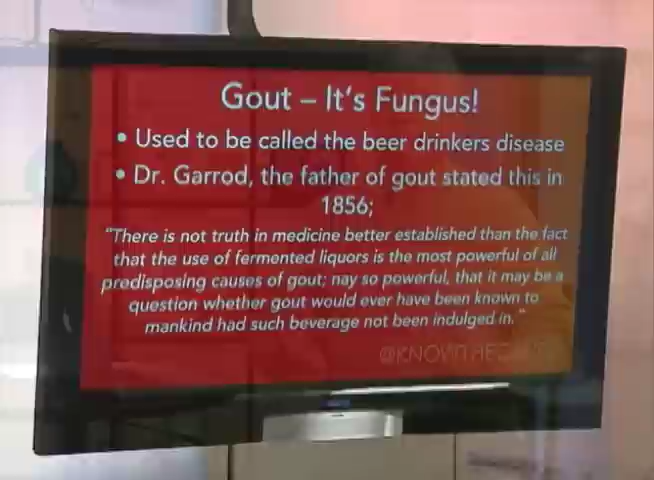 Gout – It's Fungus!
• Used to be called the beer drinkers disease
• Dr. Garrod, the father of gout stated this in
1856;
"There is not truth in medicine better established than the fact
that the use of fermented liquors is the most powerful of all
predisposing causes of gout; nay so powerful, that it may be a
question whether gout would ever have been known to
mankind had such beverage not been indulged in."